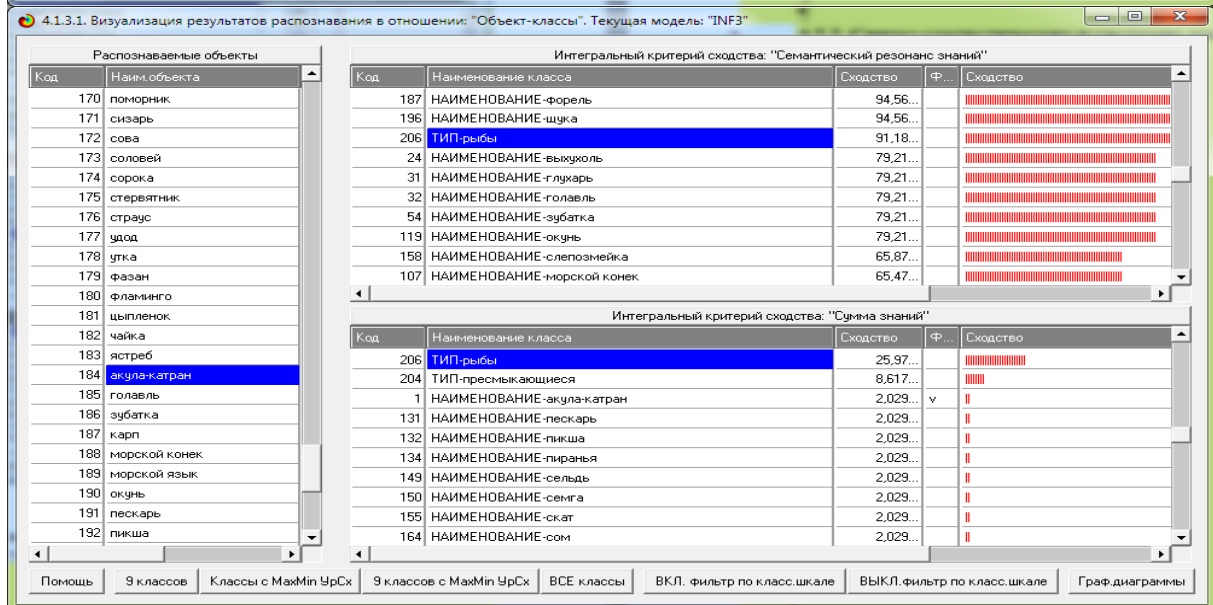 4.1.3.1. Визуализация результатов распознавания в отношении: "Объект-классы". Текущая модель: "INF3"
Распознаваемые объекты
Код Наим.объекта
170 поморник
171 сизарь
172 сова
173 соловей
174 сорока
175 стервятник
176 страус
177 удод
178 утка
179 фазан
180 фламинго
181 цыпленок
182 чайка
183 ястреб
184 акула-катран
185 голавль
186 зубатка
187 карп
188 морской конек
189 морской язык
190 окунь
191 пескарь
192 пикша
Интегральный критерий сходства: "Семантический резонанс знаний"
Код Наименование класса Сходство Ф... Сходство
187 НАИМЕНОВАНИЕ-форель 94,56...
196 НАИМЕНОВАНИЕ-щука 94,56...
206 ТИП-рыбы 91,18...
24 НАИМЕНОВАНИЕ-выхухоль 79,21...
31 НАИМЕНОВАНИЕ-глухарь 79,21...
32 НАИМЕНОВАНИЕ-голавль 79,21...
54 НАИМЕНОВАНИЕ-зубатка 79,21...
119 НАИМЕНОВАНИЕ-окунь 79,21...
158 НАИМЕНОВАНИЕ-слепозмейка 65,87...
107 НАИМЕНОВАНИЕ-морской конек 65,47...
Интегральный критерий сходства: "Сумма знаний"
Код Наименование класса Сходство Ф... Сходство
206 ТИП-рыбы 25,97...
204 ТИП-пресмыкающиеся 8,617...
1 НАИМЕНОВАНИЕ-акула-катран 2,029... v
131 НАИМЕНОВАНИЕ-пескарь 2,029...
132 НАИМЕНОВАНИЕ-пикша 2,029...
134 НАИМЕНОВАНИЕ-пиранья 2,029...
149 НАИМЕНОВАНИЕ-сельдь 2,029...
150 НАИМЕНОВАНИЕ-семга 2,029...
155 НАИМЕНОВАНИЕ-скат 2,029...
164 НАИМЕНОВАНИЕ-сом 2,029...
Помощь 9 классов Классы с MaxMin УрСх 9 классов с MaxMin УрСх ВСЕ классы ВКЛ. фильтр по класс.шкале ВЫКЛ.фильтр по класс.шкале Граф.диаграммы